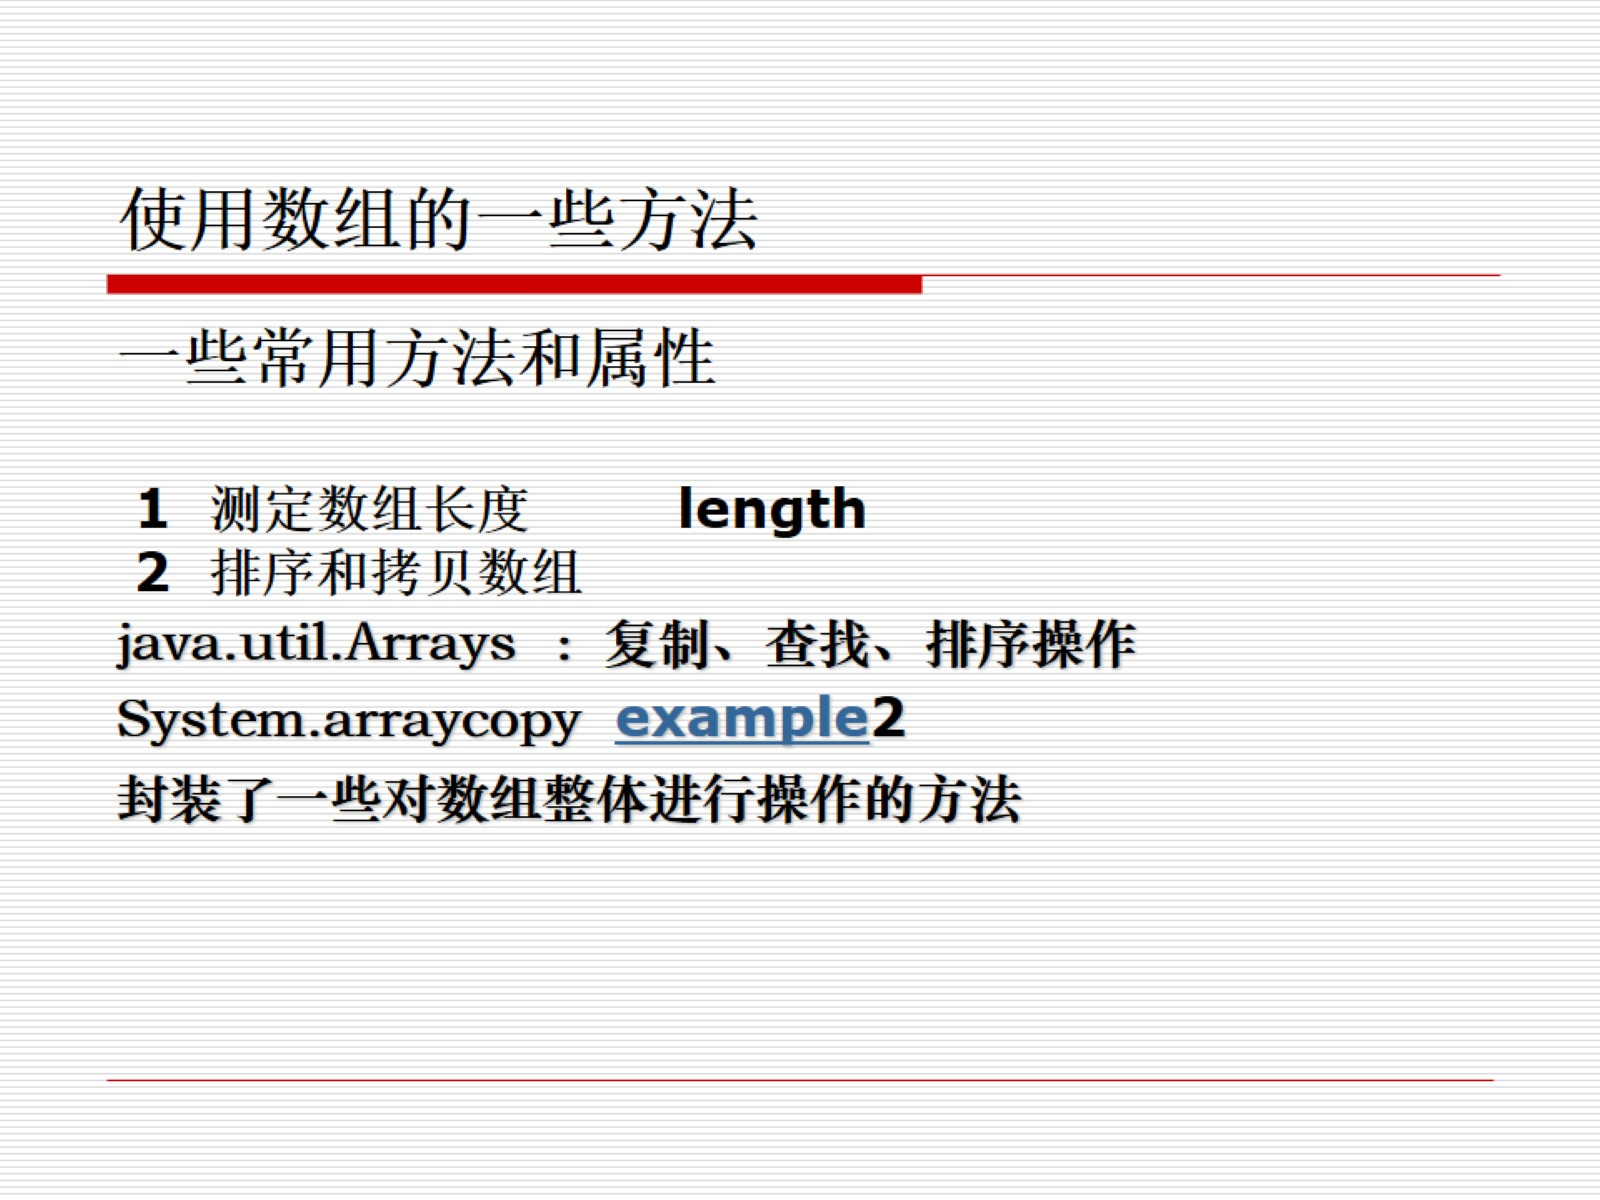 使用数组的一些方法
一些常用方法和属性
1 测定数组长度 length
2 排序和拷贝数组
java.util.Arrays ：复制、查找、排序操作
System.arraycopy example2
封装了一些对数组整体进行操作的方法